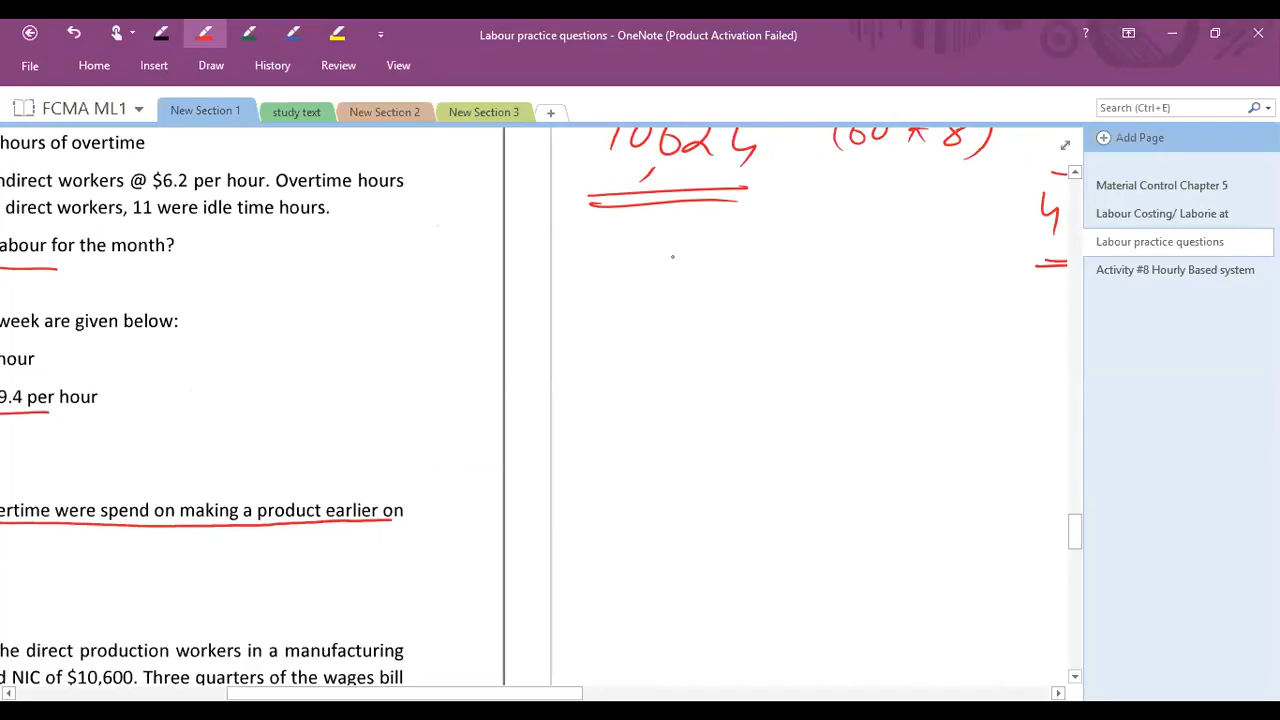 Labour practice questions - OneNote (Product Activation Failed)
?
File Home Insert Draw History Review View
FCMA ML1 New Section 1 study text New Section 2 New Section 3
Search (Ctrl+E)
Add Page
Material Control Chapter 5
Labour Costing/ Laborie at
Labour practice questions
Activity #8 Hourly Based system
hours of overtime
ndirect workers @ $6.2 per hour. Overtime hours
direct workers, 11 were idle time hours.
abour for the month?
week are given below:
hour
9.4 per hour
ertime were spend on making a product earlier on
he direct production workers in a manufacturing
d NIC of $10,600. Three quarters of the wages bill
10,624 (60 * 8)
4